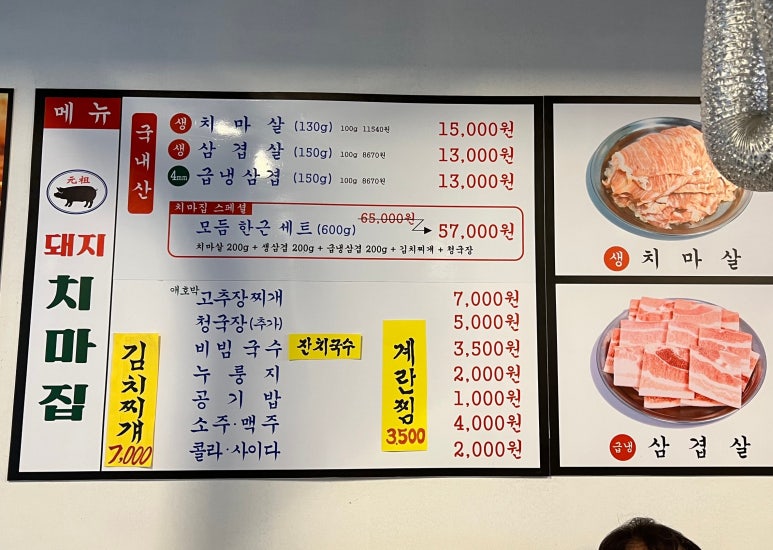 메뉴
元祖
돼지
치마집
국내산
생 치마살 (130g) 100g 11540원 15,000원
생 삼겹살 (150g) 100g 8670원 13,000원
4mm 급냉삼겹 (150g) 100g 8670원 13,000원
치마집 스페셜
모듬 한근 세트 (600g) 65,000원 57,000원
치마살 200g + 생삼겹 200g + 급냉삼겹 200g + 김치찌개 + 청국장
애호박 고추장찌개 7,000원
청국장 (추가) 5,000원
비빔국수 잔치국수 3,500원
누룽지 2,000원
공기밥 1,000원
소주·맥주 4,000원
콜라·사이다 2,000원
김치찌개
7,000
계란찜
3,500
생 치마살
급냉 삼겹살